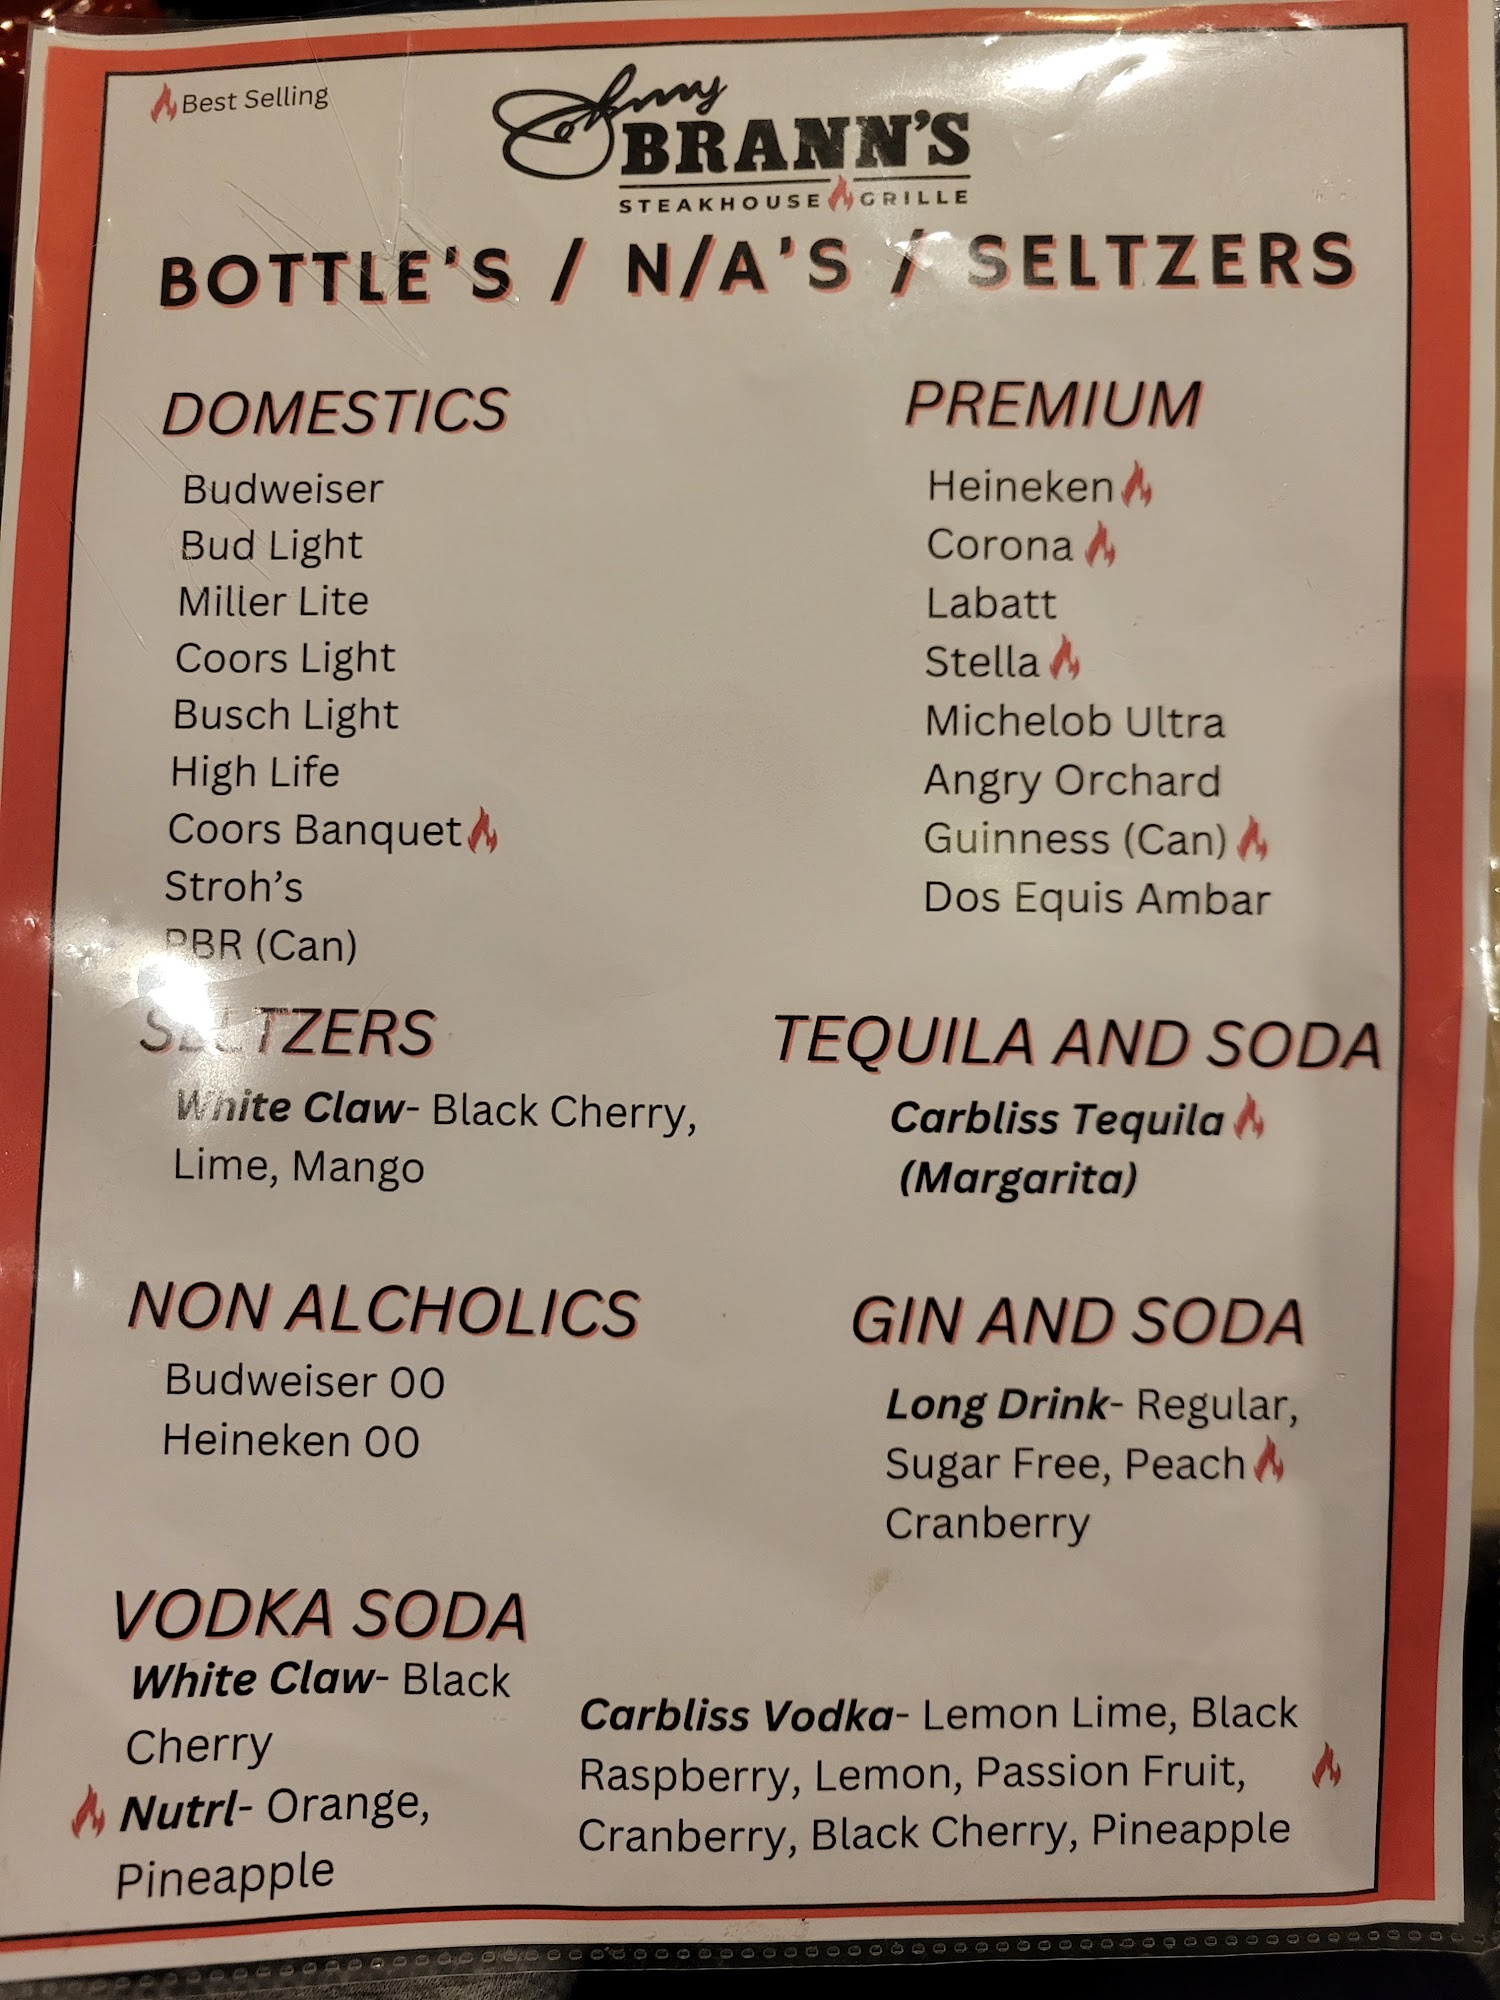 Best Selling
Johnny
BRANN'S
STEAKHOUSE GRILLE
BOTTLE'S / N/A'S / SELTZERS
DOMESTICS
Budweiser
Bud Light
Miller Lite
Coors Light
Busch Light
High Life
Coors Banquet
Stroh's
PBR (Can)
PREMIUM
Heineken
Corona
Labatt
Stella
Michelob Ultra
Angry Orchard
Guinness (Can)
Dos Equis Ambar
SELTZERS
White Claw- Black Cherry,
Lime, Mango
TEQUILA AND SODA
Carbliss Tequila
(Margarita)
NON ALCHOLICS
Budweiser 00
Heineken 00
GIN AND SODA
Long Drink- Regular,
Sugar Free, Peach
Cranberry
VODKA SODA
White Claw- Black
Cherry
Nutrl- Orange,
Pineapple
Carbliss Vodka- Lemon Lime, Black
Raspberry, Lemon, Passion Fruit,
Cranberry, Black Cherry, Pineapple